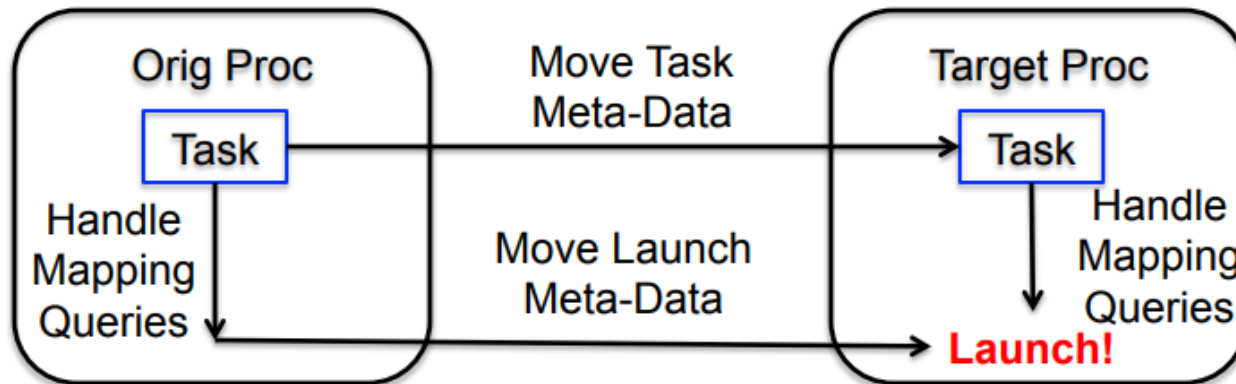 Orig Proc
Task
Handle
Mapping
Queries
Move Task
Meta-Data
Move Launch
Meta-Data
Target Proc
Task
Handle
Mapping
Queries
Launch!